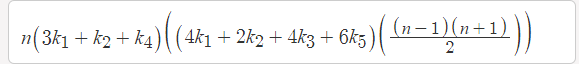 n(3k₁ + k₂ + k₄)((4k₁ + 2k₂ + 4k₃ + 6k₅)((n−1)(n+1)/2))